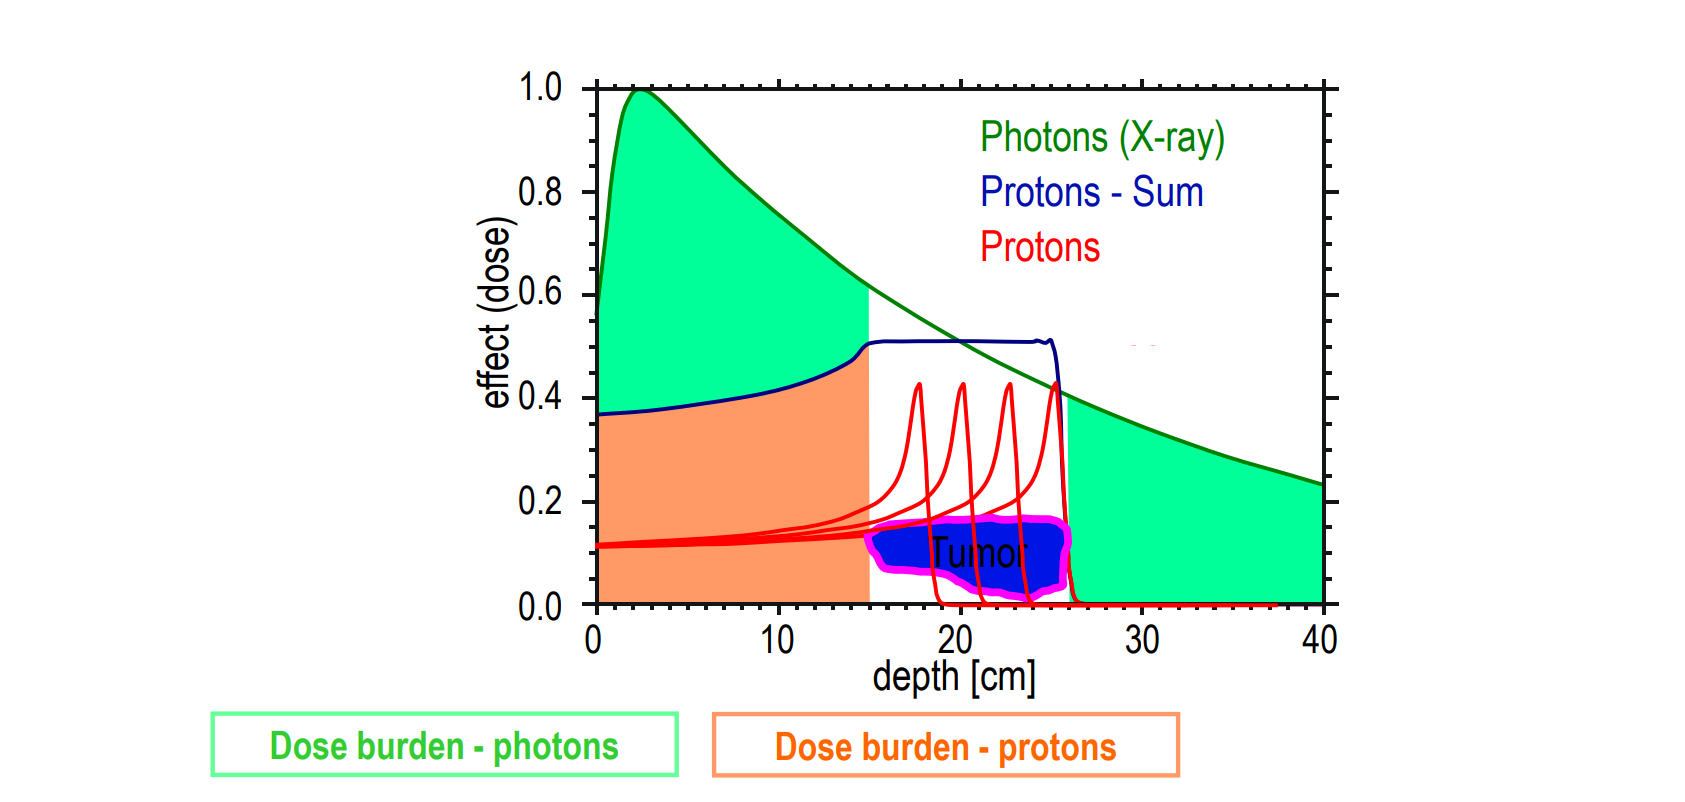 1.0
0.8
0.6
0.4
0.2
0.0
effect (dose)
Photons (X-ray)
Protons - Sum
Protons
Tumor
0 10 20 30 40
depth [cm]
Dose burden - photons
Dose burden - protons